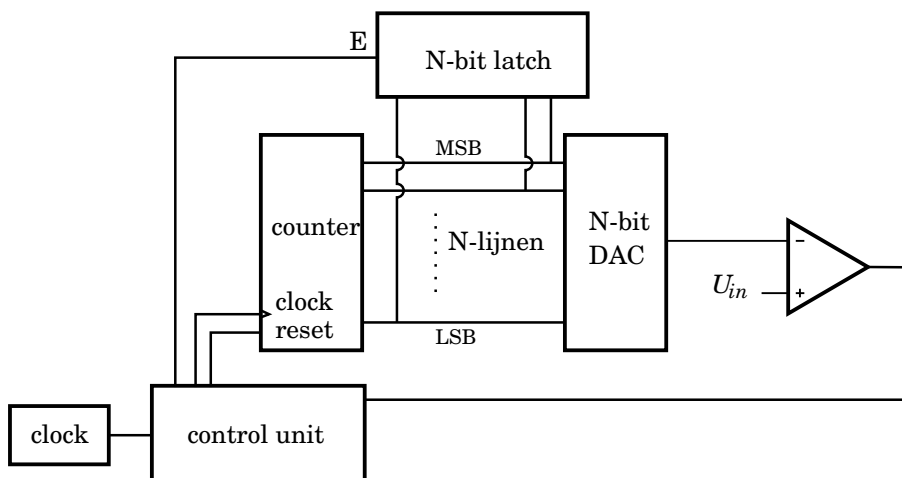 E
N-bit latch
MSB
counter
N-lijnen
N-bit
DAC
−
U_in
+
clock
reset
LSB
clock
control unit